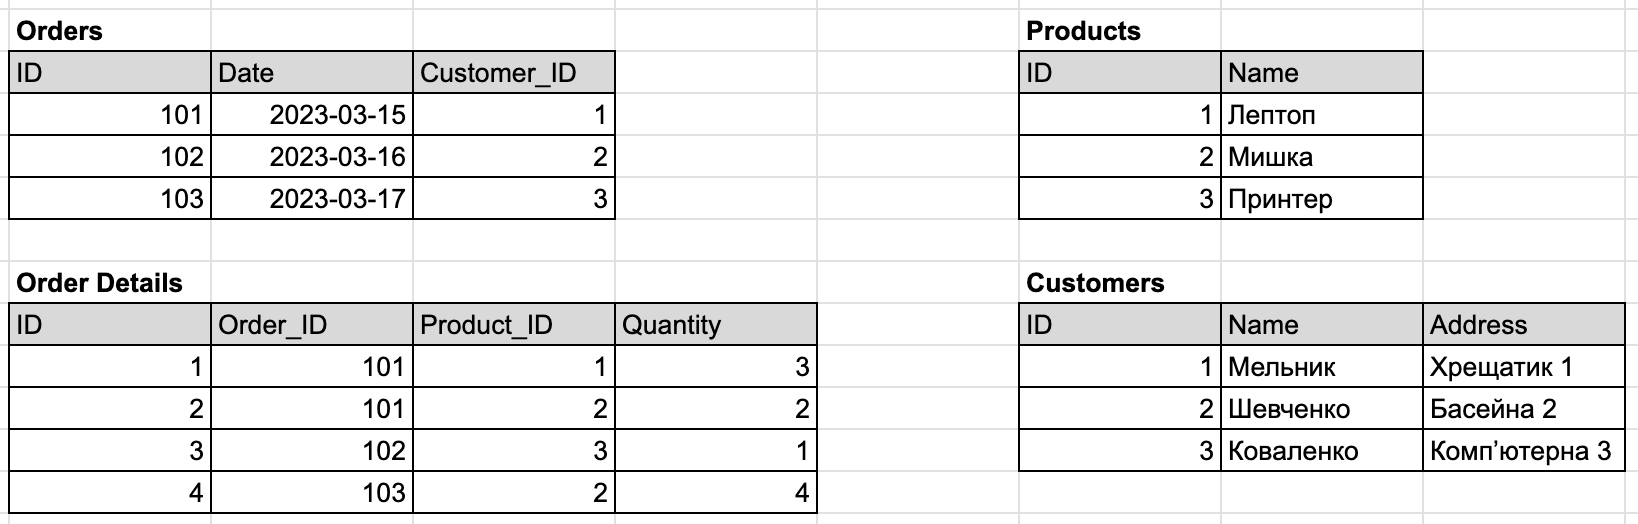 Orders
ID Date Customer_ID
101 2023-03-15 1
102 2023-03-16 2
103 2023-03-17 3
Products
ID Name
1 Лептоп
2 Мишка
3 Принтер
Order Details
ID Order_ID Product_ID Quantity
1 101 1 3
2 101 2 2
3 102 3 1
4 103 2 4
Customers
ID Name Address
1 Мельник Хрещатик 1
2 Шевченко Басейна 2
3 Коваленко Комп’ютерна 3